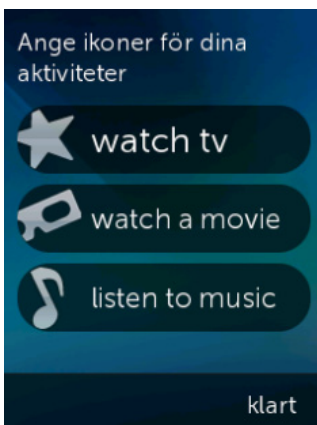 Ange ikoner för dina
aktiviteter
watch tv
watch a movie
listen to music
klart